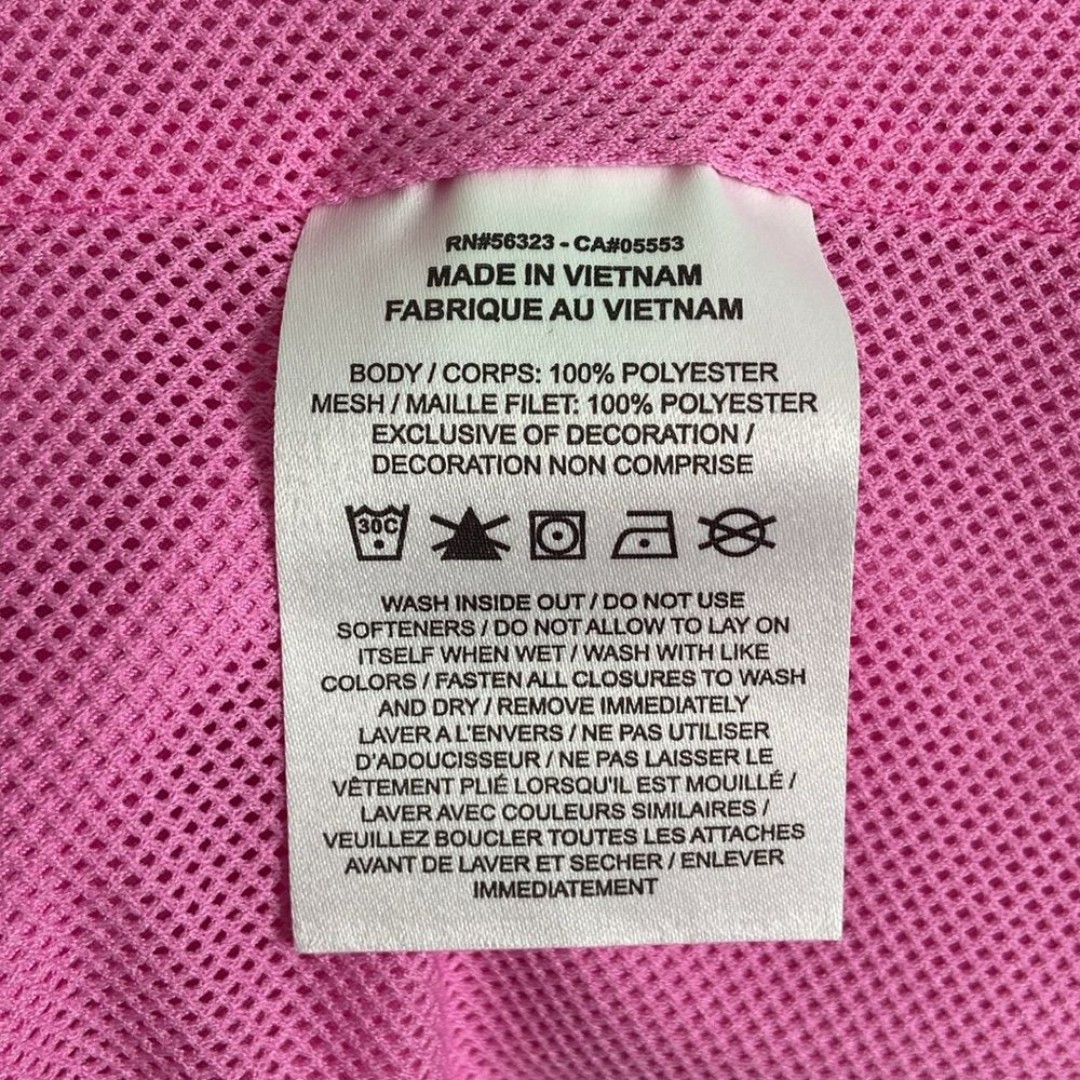 RN#56323 - CA#05553
MADE IN VIETNAM
FABRIQUE AU VIETNAM
BODY / CORPS: 100% POLYESTER
MESH / MAILLE FILET: 100% POLYESTER
EXCLUSIVE OF DECORATION /
DECORATION NON COMPRISE
30C
WASH INSIDE OUT / DO NOT USE
SOFTENERS / DO NOT ALLOW TO LAY ON
ITSELF WHEN WET / WASH WITH LIKE
COLORS / FASTEN ALL CLOSURES TO WASH
AND DRY / REMOVE IMMEDIATELY
LAVER A L'ENVERS / NE PAS UTILISER
D'ADOUCISSEUR / NE PAS LAISSER LE
VÊTEMENT PLIÉ LORSQU'IL EST MOUILLÉ /
LAVER AVEC COULEURS SIMILAIRES /
VEUILLEZ BOUCLER TOUTES LES ATTACHES
AVANT DE LAVER ET SECHER / ENLEVER
IMMEDIATEMENT